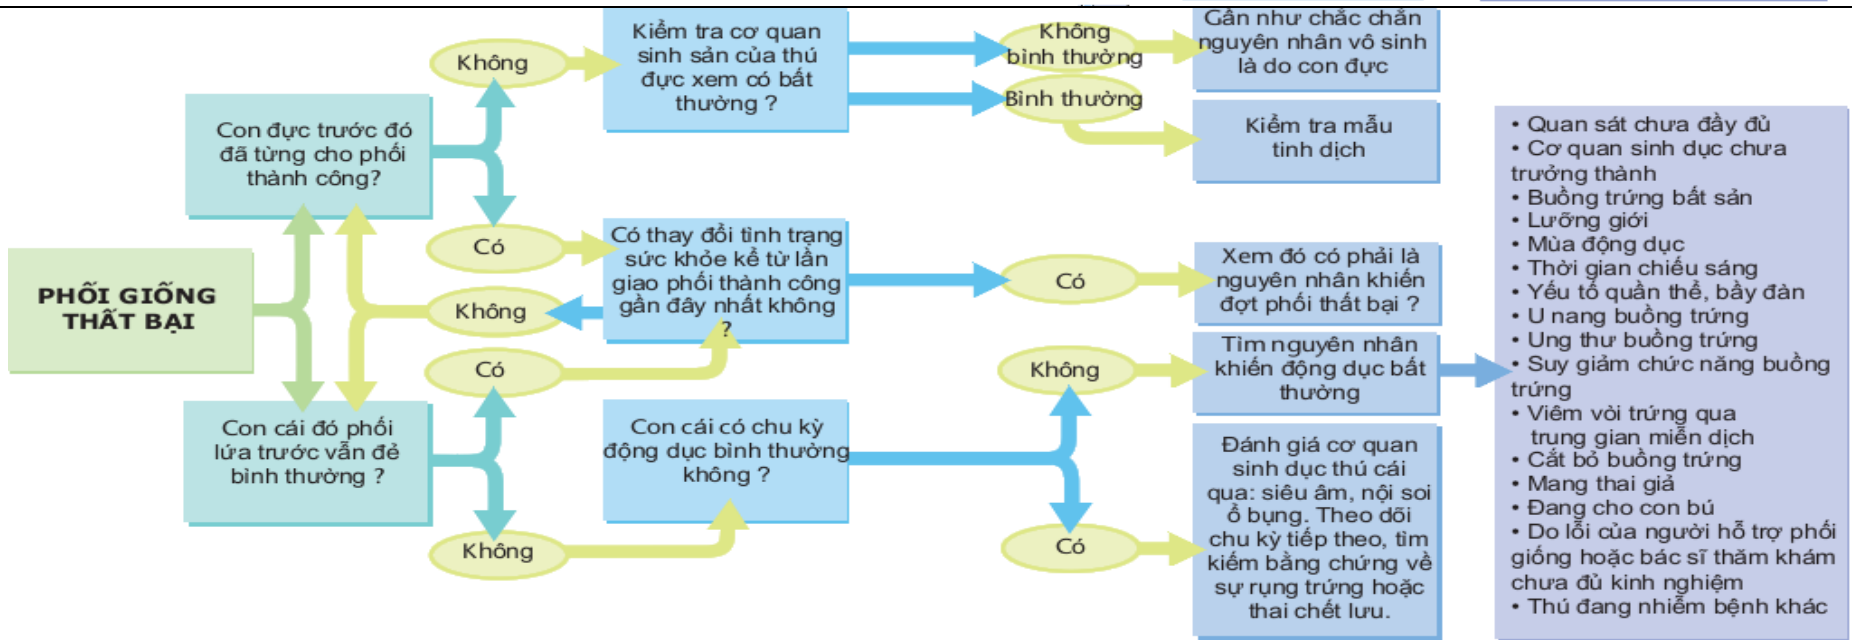 PHỐI GIỐNG
THẤT BẠI
Con đực trước đó
đã từng cho phối
thành công?
Con cái đó phối
lứa trước vẫn đẻ
bình thường ?
Không
Có
Không
Có
Không
Kiểm tra cơ quan
sinh sản của thú
đực xem có bất
thường ?
Có thay đổi tình trạng
sức khỏe kể từ lần
giao phối thành công
gần đây nhất không
?
Con cái có chu kỳ
động dục bình thường
không ?
Không
bình thường
Bình thường
Có
Không
Có
Gần như chắc chắn
nguyên nhân vô sinh
là do con đực
Kiểm tra mẫu
tinh dịch
Xem đó có phải là
nguyên nhân khiến
đợt phối thất bại ?
Tìm nguyên nhân
khiến động dục bất
thường
Đánh giá cơ quan
sinh dục thú cái
qua: siêu âm, nội soi
ổ bụng. Theo dõi
chu kỳ tiếp theo, tìm
kiếm bằng chứng về
sự rụng trứng hoặc
thai chết lưu.
• Quan sát chưa đầy đủ
• Cơ quan sinh dục chưa
trưởng thành
• Buồng trứng bất sản
• Lưỡng giới
• Mùa động dục
• Thời gian chiếu sáng
• Yếu tố quần thể, bầy đàn
• U nang buồng trứng
• Ung thư buồng trứng
• Suy giảm chức năng buồng
trứng
• Viêm vòi trứng qua
trung gian miễn dịch
• Cắt bỏ buồng trứng
• Mang thai giả
• Đang cho con bú
• Do lỗi của người hỗ trợ phối
giống hoặc bác sĩ thăm khám
chưa đủ kinh nghiệm
• Thú đang nhiễm bệnh khác